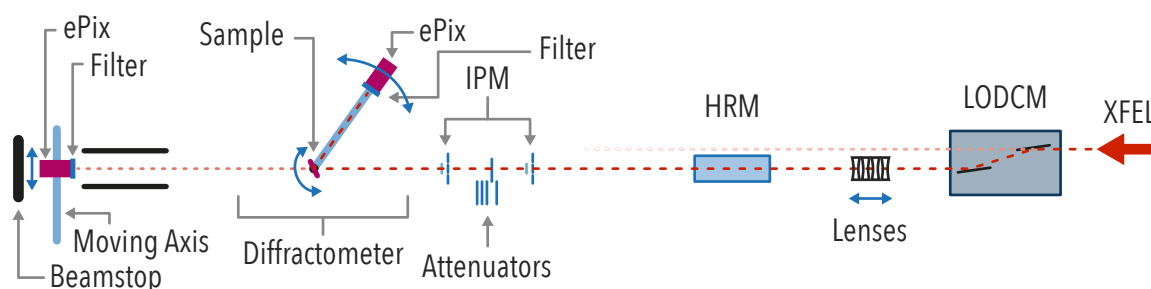 ePix
Filter
Sample
ePix
Filter
IPM
HRM
LODCM
XFEL
Moving Axis
Beamstop
Diffractometer
Attenuators
Lenses